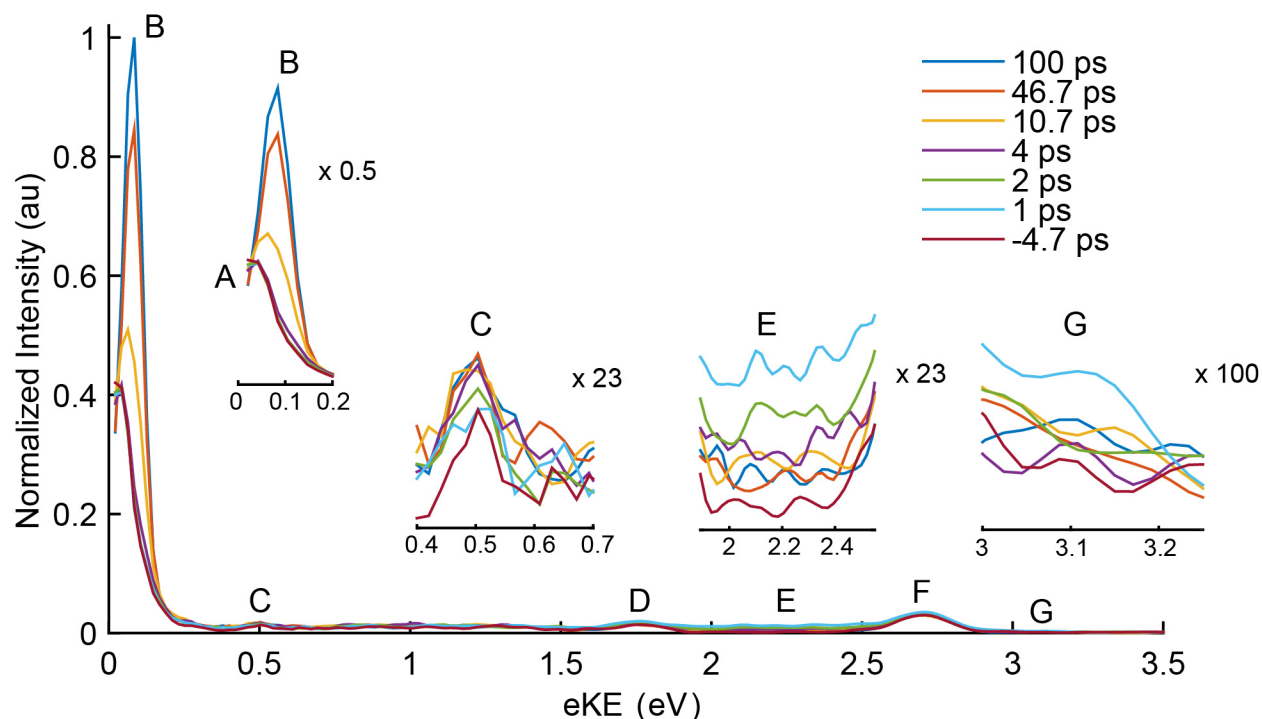 B
1
100 ps
46.7 ps
10.7 ps
4 ps
2 ps
1 ps
-4.7 ps
B
x 0.5
0.8
0.6
0.4
0.2
0
Normalized Intensity (au)
A
0 0.1 0.2
C
x 23
0.4 0.5 0.6 0.7
E
x 23
2 2.2 2.4
G
x 100
3 3.1 3.2
C D E F G
0 0.5 1 1.5 2 2.5 3 3.5
eKE (eV)